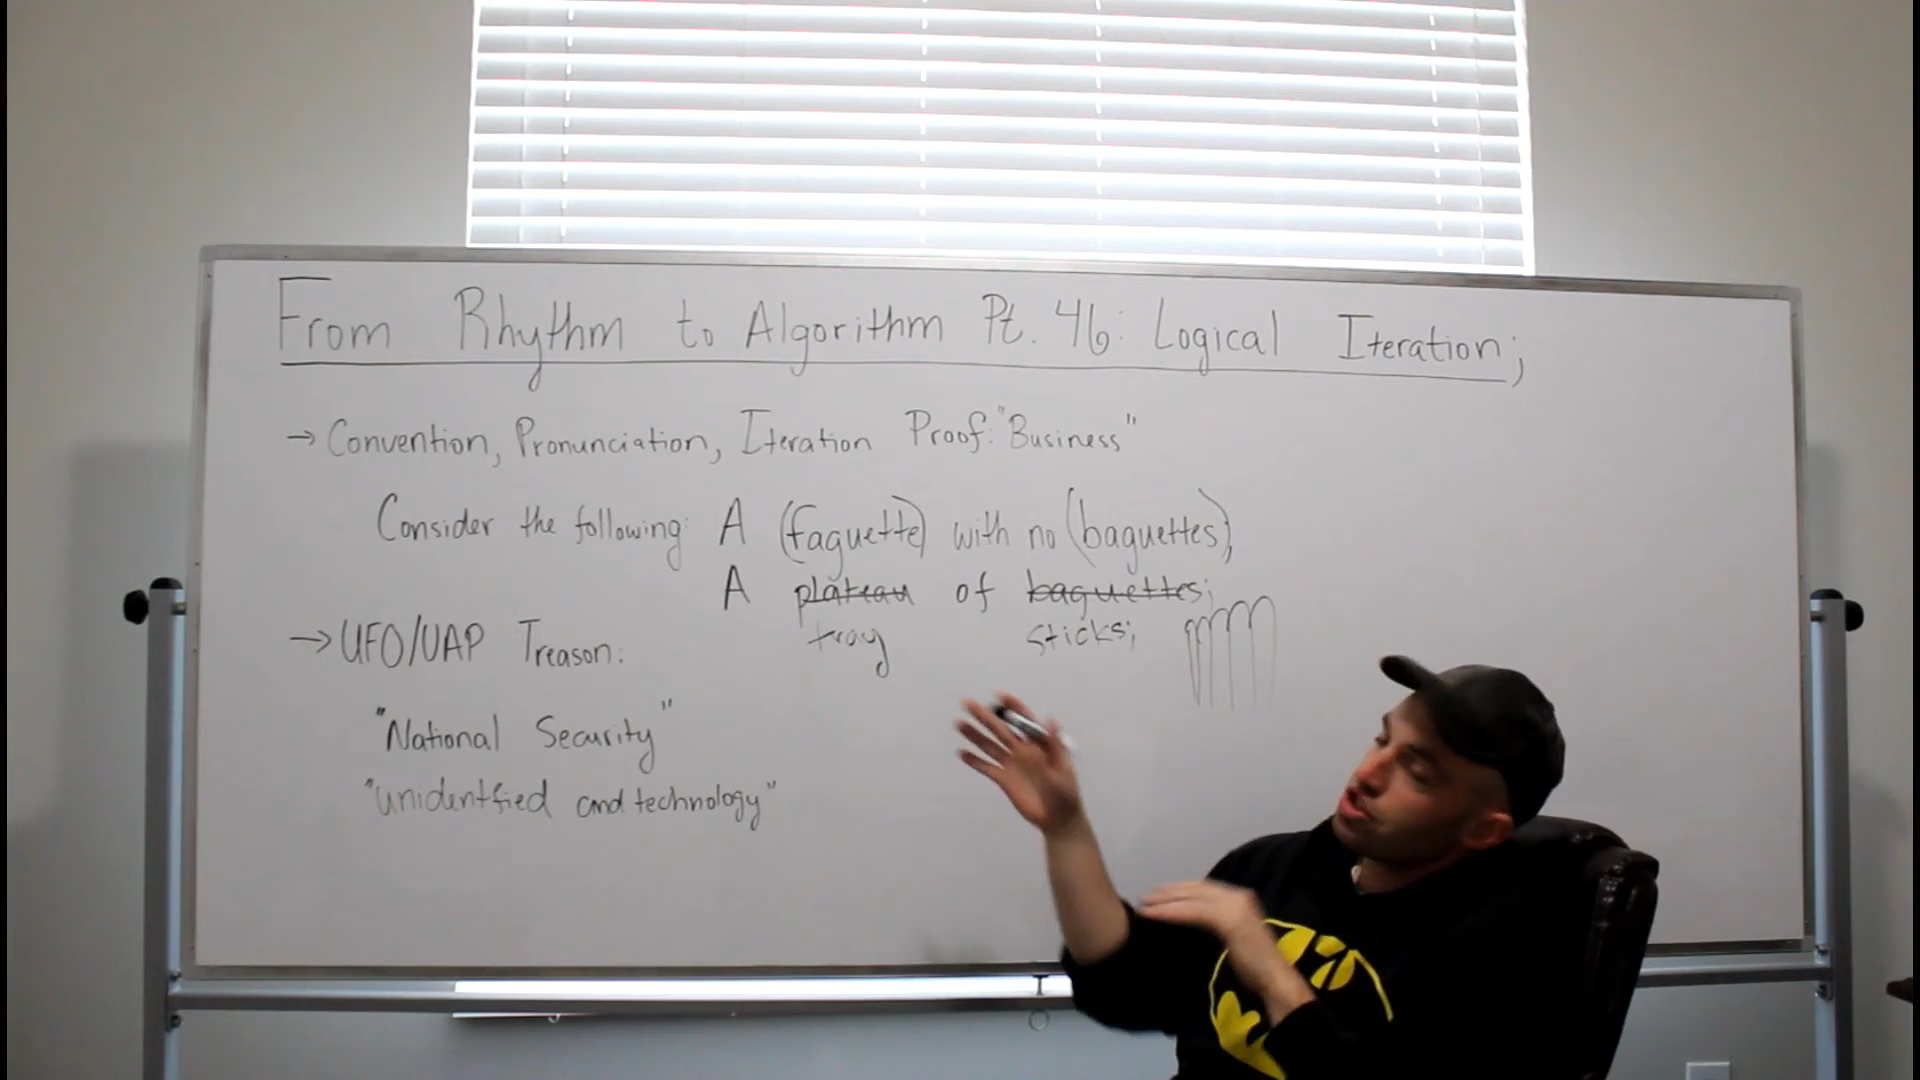 From Rhythm to Algorithm Pt. 46: Logical Iteration;
→ Convention, Pronunciation, Iteration Proof: "Business"
Consider the following: A (faguette) with no (baguettes);
A plateau of baguettes;
tray sticks;
→ UFO/UAP Treason:
"National Security"
"unidentfied and technology"